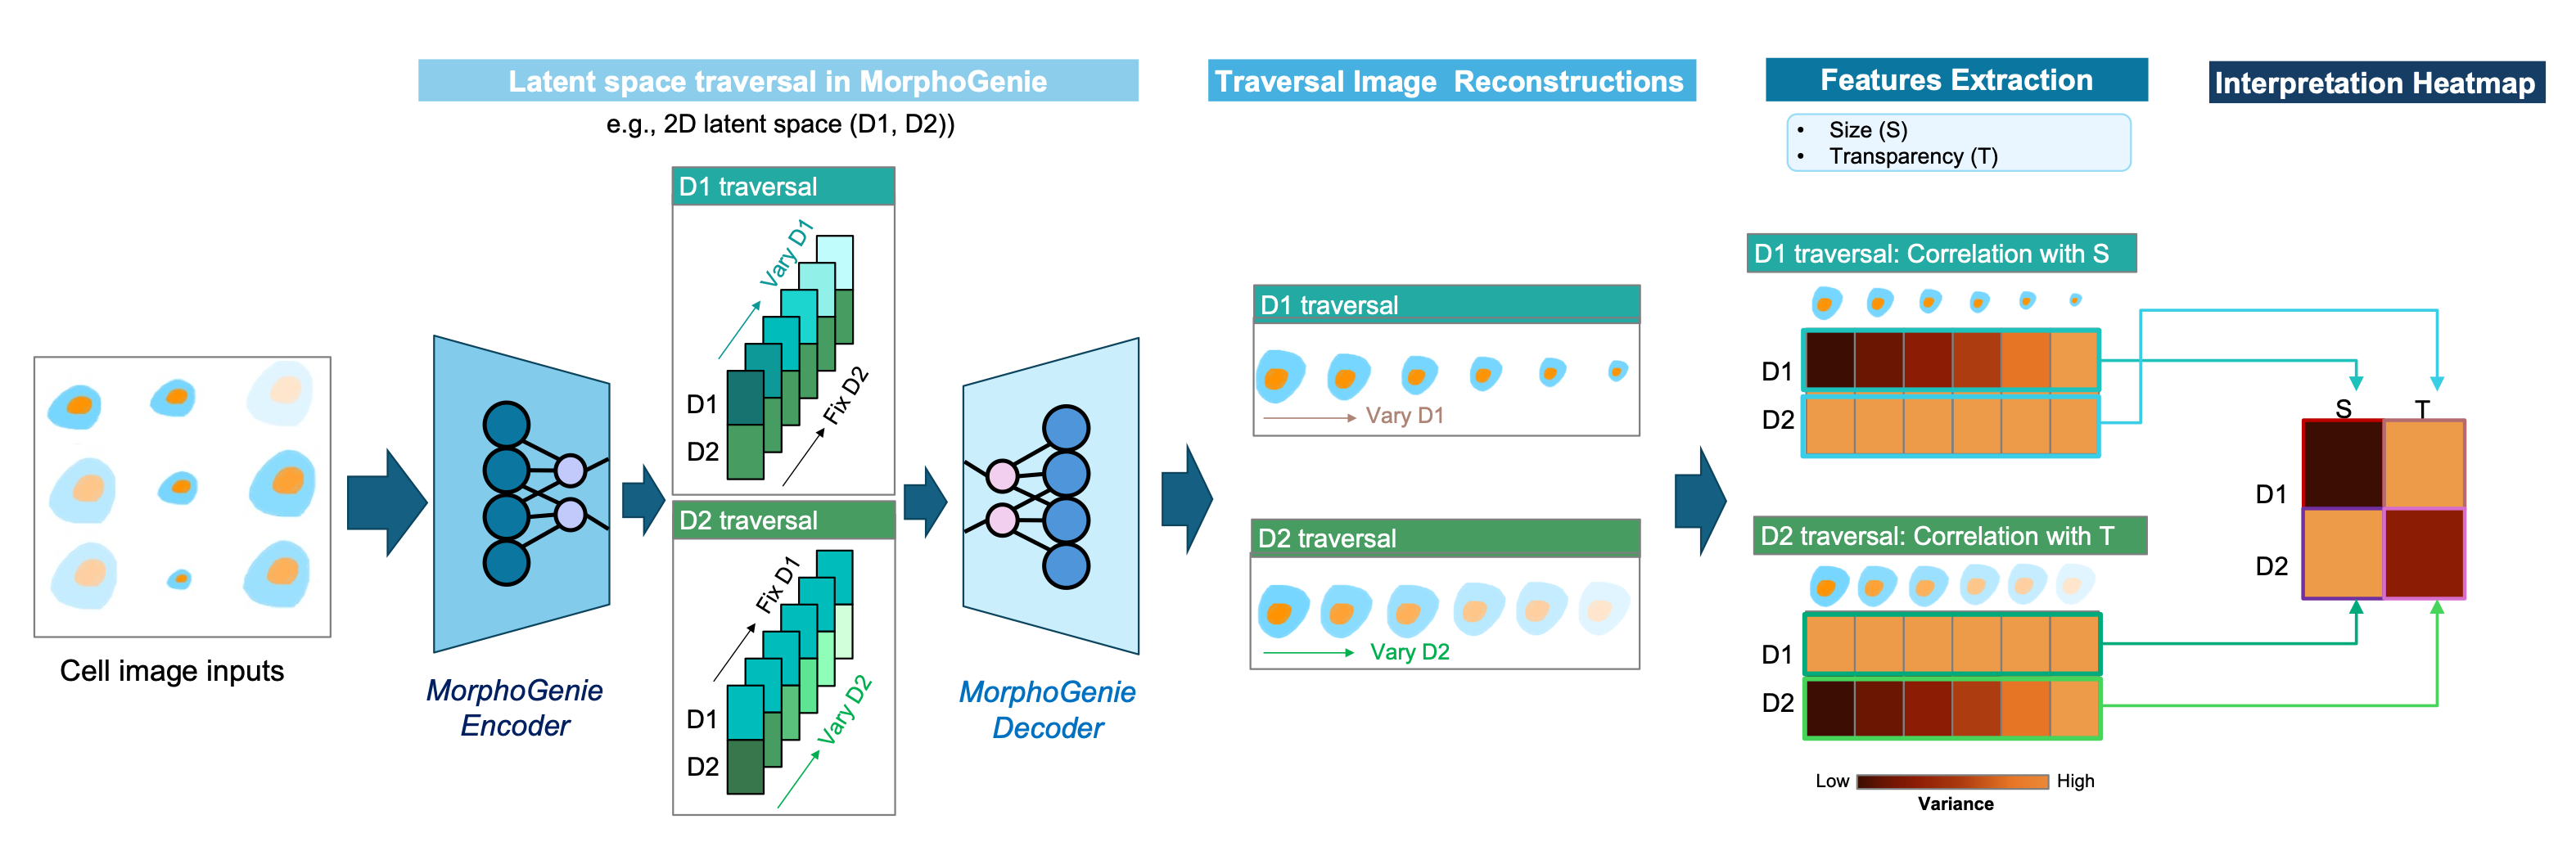 Latent space traversal in MorphoGenie
e.g., 2D latent space (D1, D2))
Traversal Image Reconstructions
Features Extraction
• Size (S)
• Transparency (T)
Interpretation Heatmap
Cell image inputs
MorphoGenie
Encoder
D1 traversal
Vary D1
Fix D2
D1
D2
D2 traversal
Fix D1
Vary D2
D1
D2
MorphoGenie
Decoder
D1 traversal
Vary D1
D2 traversal
Vary D2
D1 traversal: Correlation with S
D1
D2
D2 traversal: Correlation with T
D1
D2
Low
High
Variance
S
T
D1
D2